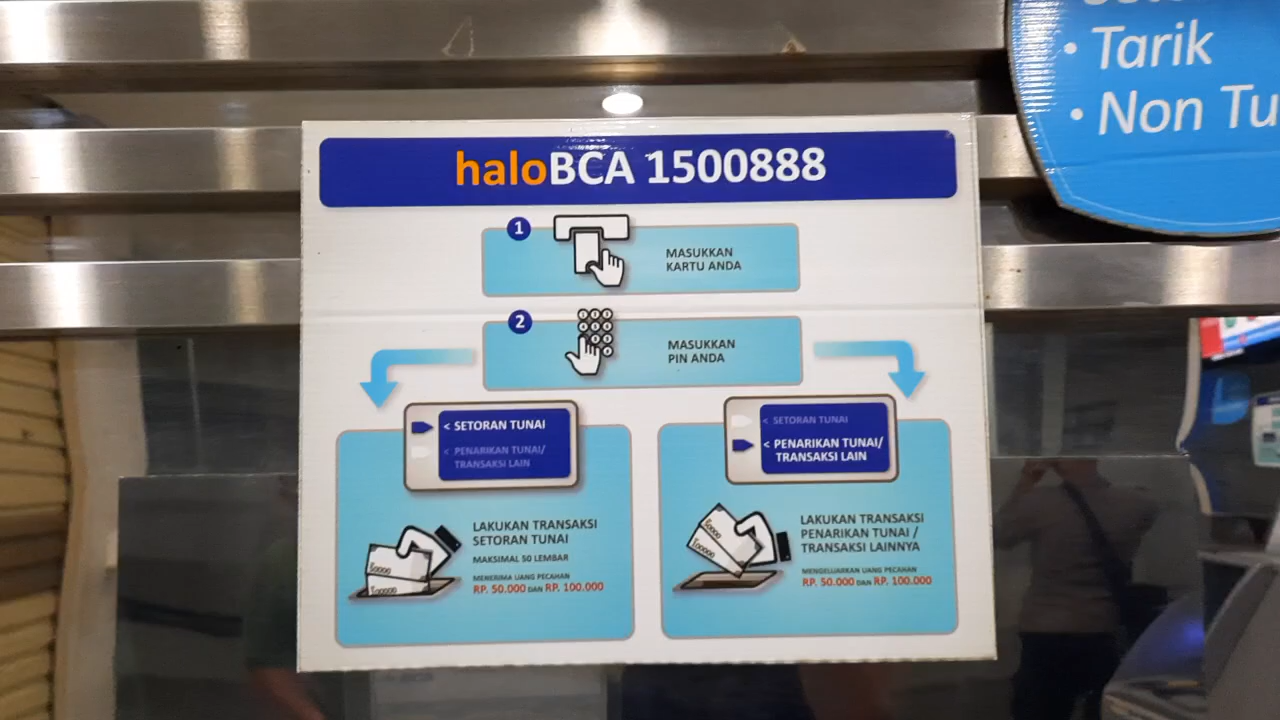 • Tarik
• Non Tu
haloBCA 1500888
1
MASUKKAN
KARTU ANDA
2
MASUKKAN
PIN ANDA
< SETORAN TUNAI
< PENARIKAN TUNAI/
TRANSAKSI LAIN
LAKUKAN TRANSAKSI
SETORAN TUNAI
MAKSIMAL 50 LEMBAR
MENERIMA UANG PECAHAN
RP. 50.000 DAN RP. 100.000
< SETORAN TUNAI
< PENARIKAN TUNAI/
TRANSAKSI LAIN
LAKUKAN TRANSAKSI
PENARIKAN TUNAI /
TRANSAKSI LAINNYA
MENGELUARKAN UANG PECAHAN
RP. 50.000 DAN RP. 100.000